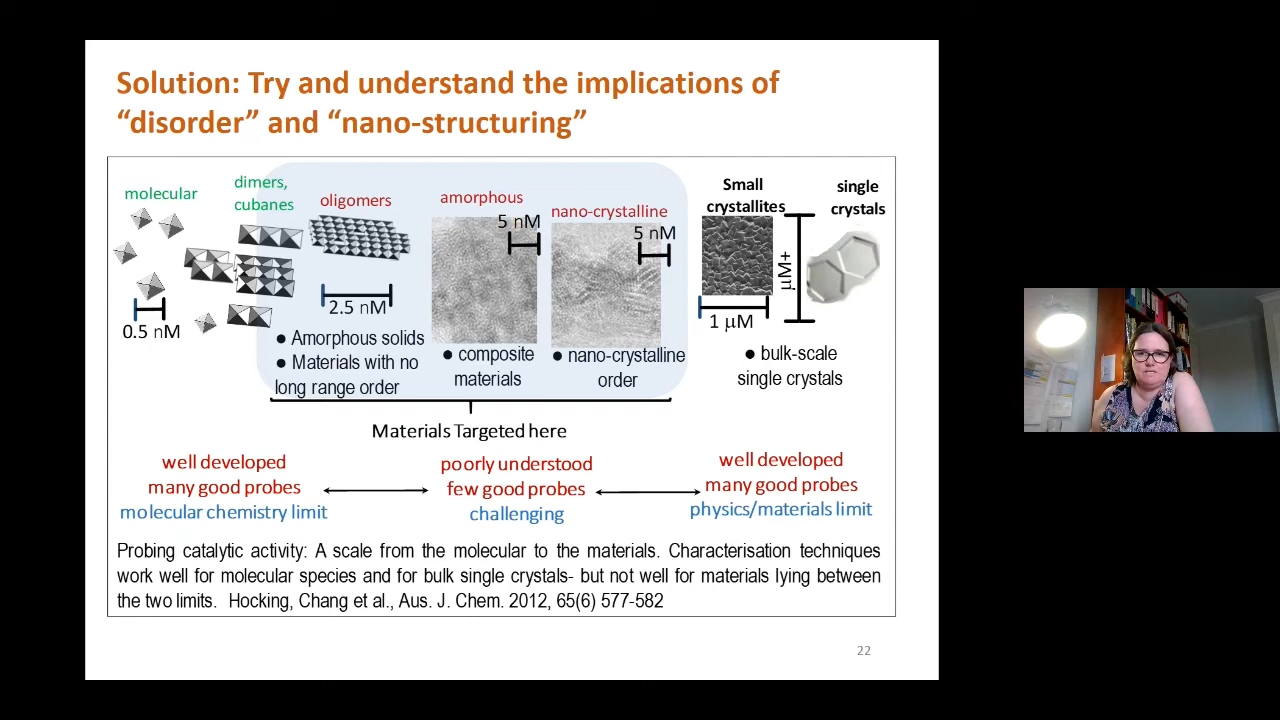 Solution: Try and understand the implications of
“disorder” and “nano-structuring”
molecular
dimers,
cubanes
oligomers
amorphous
nano-crystalline
Small
crystallites
single
crystals
0.5 nM
2.5 nM
5 nM
5 nM
1 µM
µM+
● Amorphous solids
● Materials with no
long range order
● composite
materials
● nano-crystalline
order
● bulk-scale
single crystals
Materials Targeted here
well developed
many good probes
molecular chemistry limit
poorly understood
few good probes
challenging
well developed
many good probes
physics/materials limit
Probing catalytic activity: A scale from the molecular to the materials. Characterisation techniques
work well for molecular species and for bulk single crystals- but not well for materials lying between
the two limits. Hocking, Chang et al., Aus. J. Chem. 2012, 65(6) 577-582
22